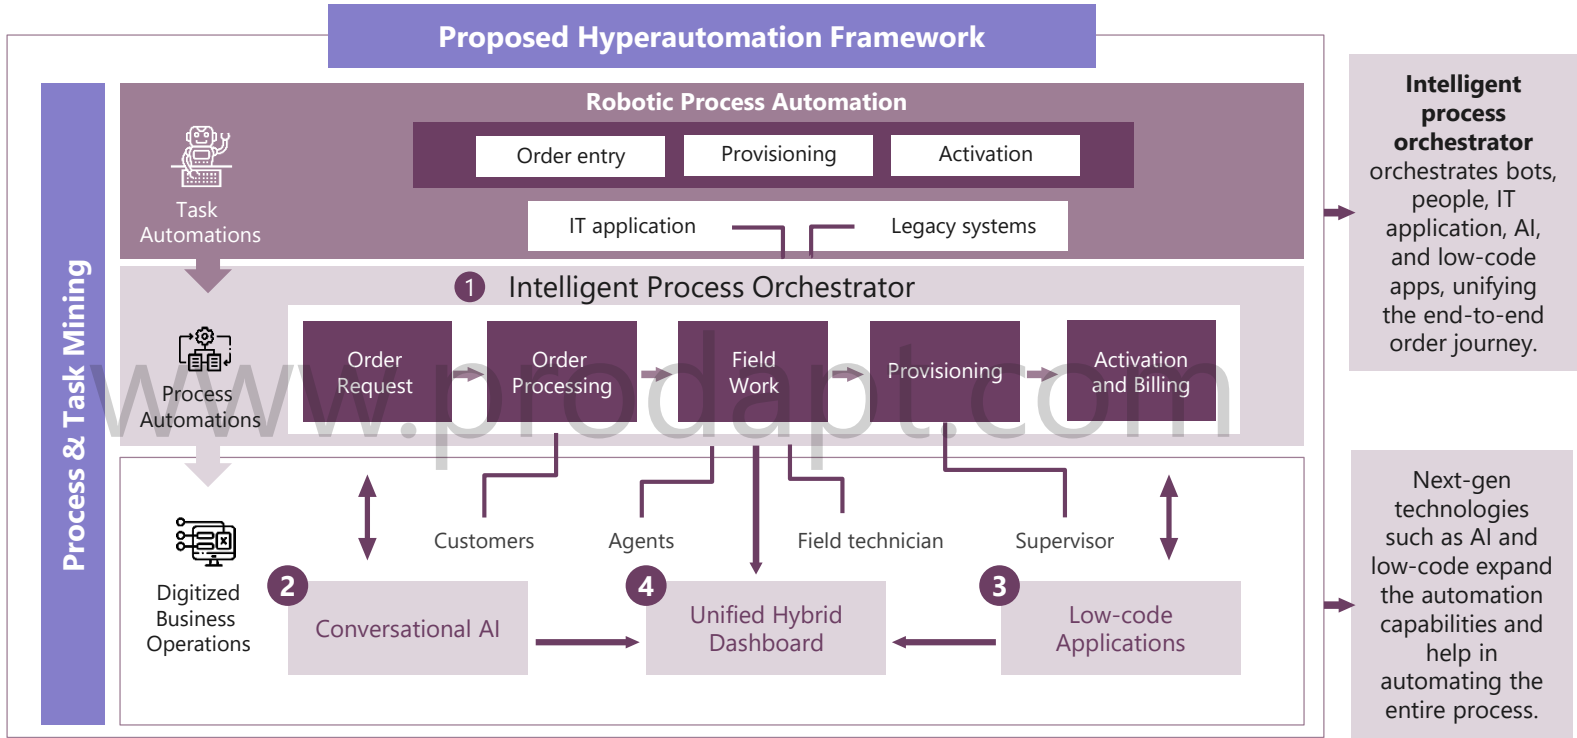 Proposed Hyperautomation Framework
Process & Task Mining
Robotic Process Automation
Order entry
Provisioning
Activation
Task
Automations
IT application
Legacy systems
1 Intelligent Process Orchestrator
Process
Automations
Order
Request
Order
Processing
Field
Work
Provisioning
Activation
and Billing
www.prodapt.com
Customers
Agents
Field technician
Supervisor
Digitized
Business
Operations
2
Conversational AI
4
Unified Hybrid
Dashboard
3
Low-code
Applications
Intelligent
process
orchestrator
orchestrates bots,
people, IT
application, AI,
and low-code
apps, unifying
the end-to-end
order journey.
Next-gen
technologies
such as AI and
low-code expand
the automation
capabilities and
help in
automating the
entire process.